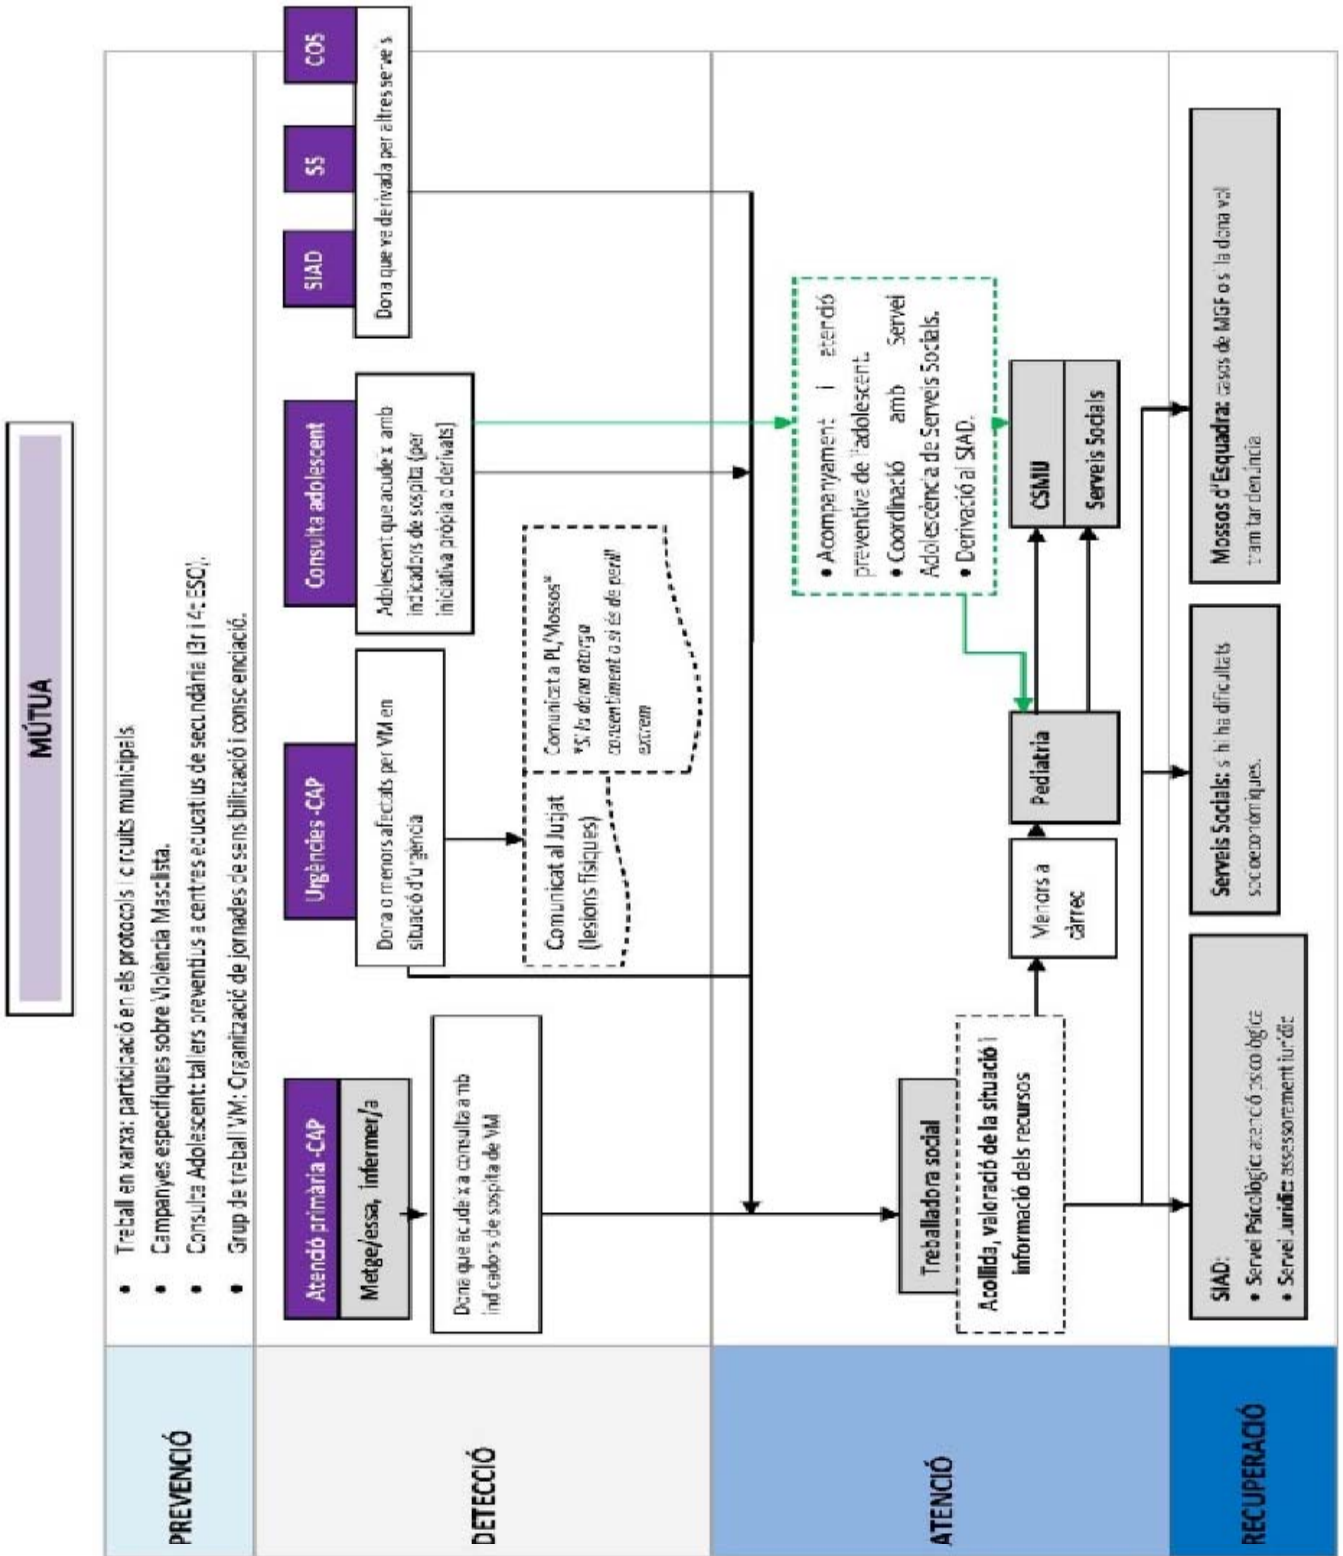 MÚTUA
PREVENCIÓ
• Treball en xarxa: participació en els protocols i circuits municipals.
• Campanyes específiques sobre Violència Masclista.
• Consulta Adolescent: tallers preventius a centres educatius de secundària (3r i 4t ESO).
• Grup de treball VM: Organització de jornades de sensibilització i conscienciació.
DETECCIÓ
Atenció primària -CAP
Metge/essa, infermer/a
Dona que acudeix a consulta amb
indicadors de sospita de VM
Urgències -CAP
Dona o menors afectats per VM en
situació d'urgència
Comunicat al Jutjat
(lesions físiques)
Comunicat a PL/Mossos*
*Si la dona atorga
consentiment o si és de perill
extrem
Consulta adolescent
Adolescent que acudeix amb
indicadors de sospita (per
iniciativa pròpia o derivats)
SIAD
SS
COS
Dona que ve derivada per altres serveis
ATENCIÓ
Treballadora social
Acollida, valoració de la situació i
informació dels recursos
Menors a
càrrec
Pediatria
• Acompanyament i atenció
preventiva de l'adolescent.
• Coordinació amb Servei
Adolescència de Serveis Socials.
• Derivació al SIAD.
CSMIJ
Serveis Socials
RECUPERACIÓ
SIAD:
• Servei Psicològic: atenció psicològica
• Servei Jurídic: assessorament jurídic
Serveis Socials: si hi ha dificultats
socioeconòmiques.
Mossos d'Esquadra: casos de MGF o si la dona vol
tramitar denúncia